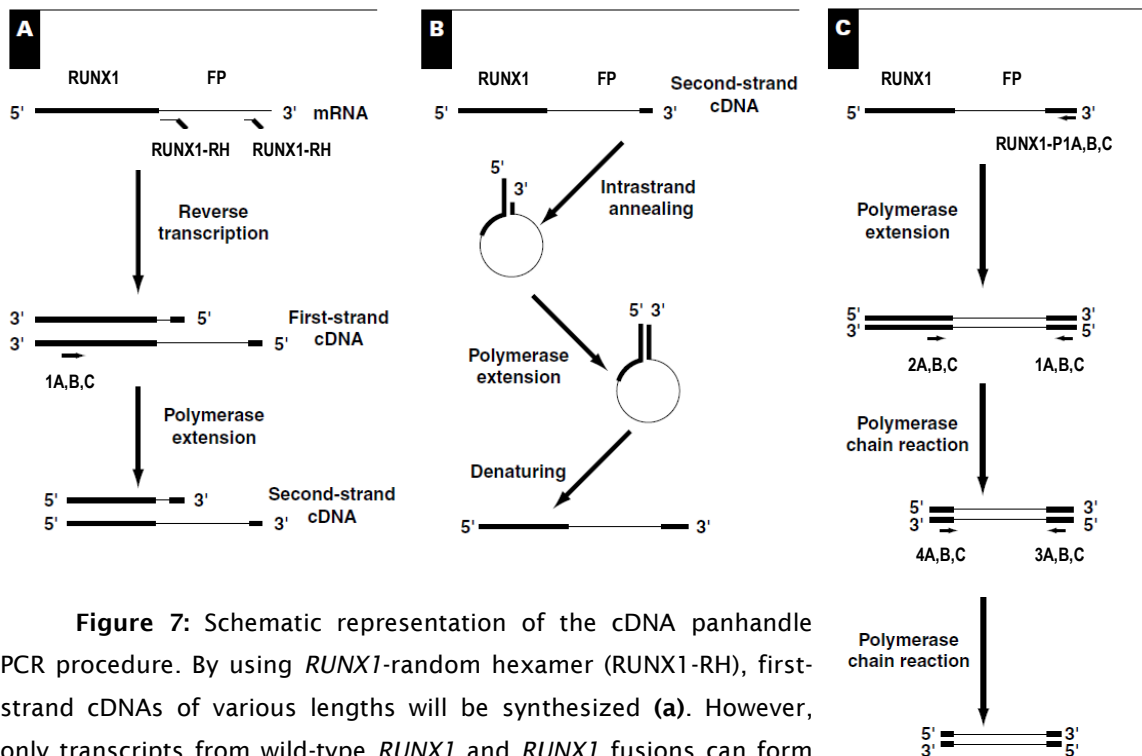 A
RUNX1 FP
5' 3' mRNA
RUNX1-RH RUNX1-RH
Reverse
transcription
3' 5' First-strand
3' 5' cDNA
1A,B,C
Polymerase
extension
5' 3' Second-strand
5' 3' cDNA
B
RUNX1 FP Second-strand
5' 3' cDNA
5'
3'
Intrastrand
annealing
5' 3'
Polymerase
extension
Denaturing
5' 3'
C
RUNX1 FP
5' 3'
RUNX1-P1A,B,C
Polymerase
extension
5' 3'
3' 5'
2A,B,C 1A,B,C
Polymerase
chain reaction
5' 3'
3' 5'
4A,B,C 3A,B,C
Polymerase
chain reaction
5' 3'
3' 5'
Figure 7: Schematic representation of the cDNA panhandle
PCR procedure. By using RUNX1-random hexamer (RUNX1-RH), first-
strand cDNAs of various lengths will be synthesized (a). However,
only transcripts from wild-type RUNX1 and RUNX1 fusions can form